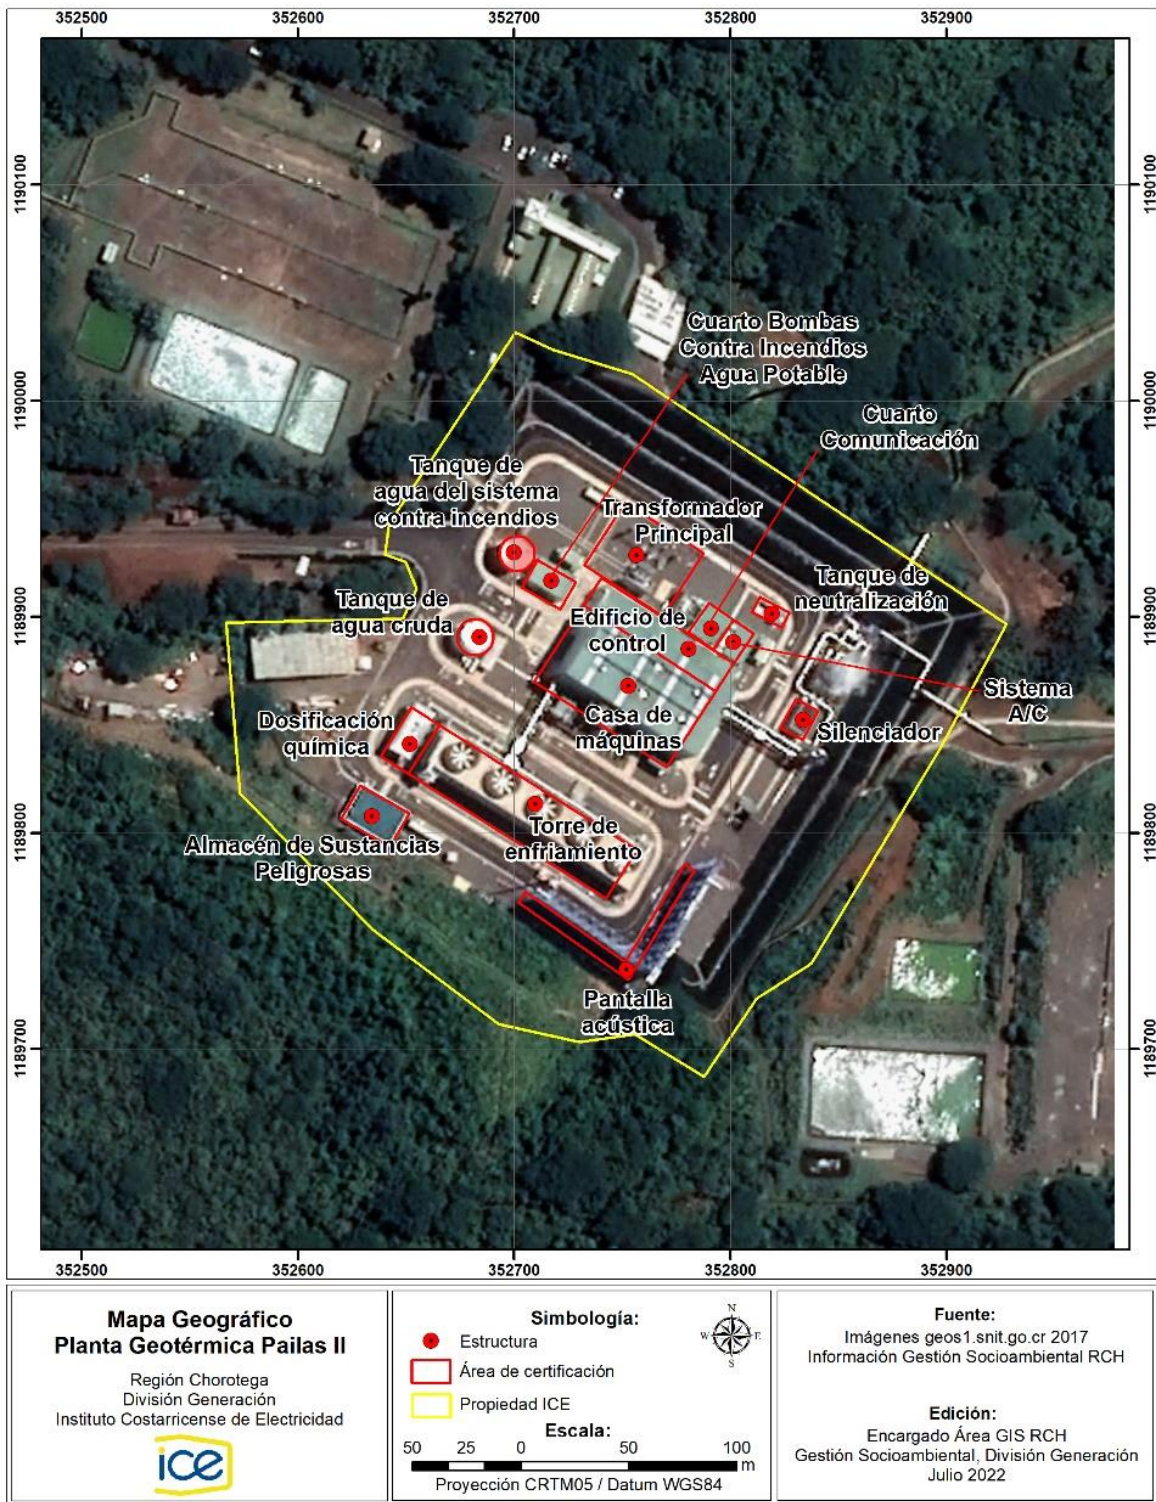 352500 352600 352700 352800 352900
1190100
1190100
Cuarto Bombas
Contra Incendios
Agua Potable
1190000
1190000
Cuarto
Comunicación
Tanque de
agua del sistema
contra incendios
Transformador
Principal
Tanque de
neutralización
1189900
1189900
Tanque de
agua cruda
Edificio de
control
Sistema
A/C
Dosificación
química
Casa de
máquinas
Silenciador
1189800
1189800
Torre de
enfriamiento
Almacén de Sustancias
Peligrosas
Pantalla
acústica
1189700
1189700
352500 352600 352700 352800 352900
Mapa Geográfico
Planta Geotérmica Pailas II
Región Chorotega
División Generación
Instituto Costarricense de Electricidad
ice
Simbología:
N
W E
S
Estructura
Área de certificación
Propiedad ICE
Escala:
50 25 0 50 100
m
Proyección CRTM05 / Datum WGS84
Fuente:
Imágenes geos1.snit.go.cr 2017
Información Gestión Socioambiental RCH
Edición:
Encargado Área GIS RCH
Gestión Socioambiental, División Generación
Julio 2022